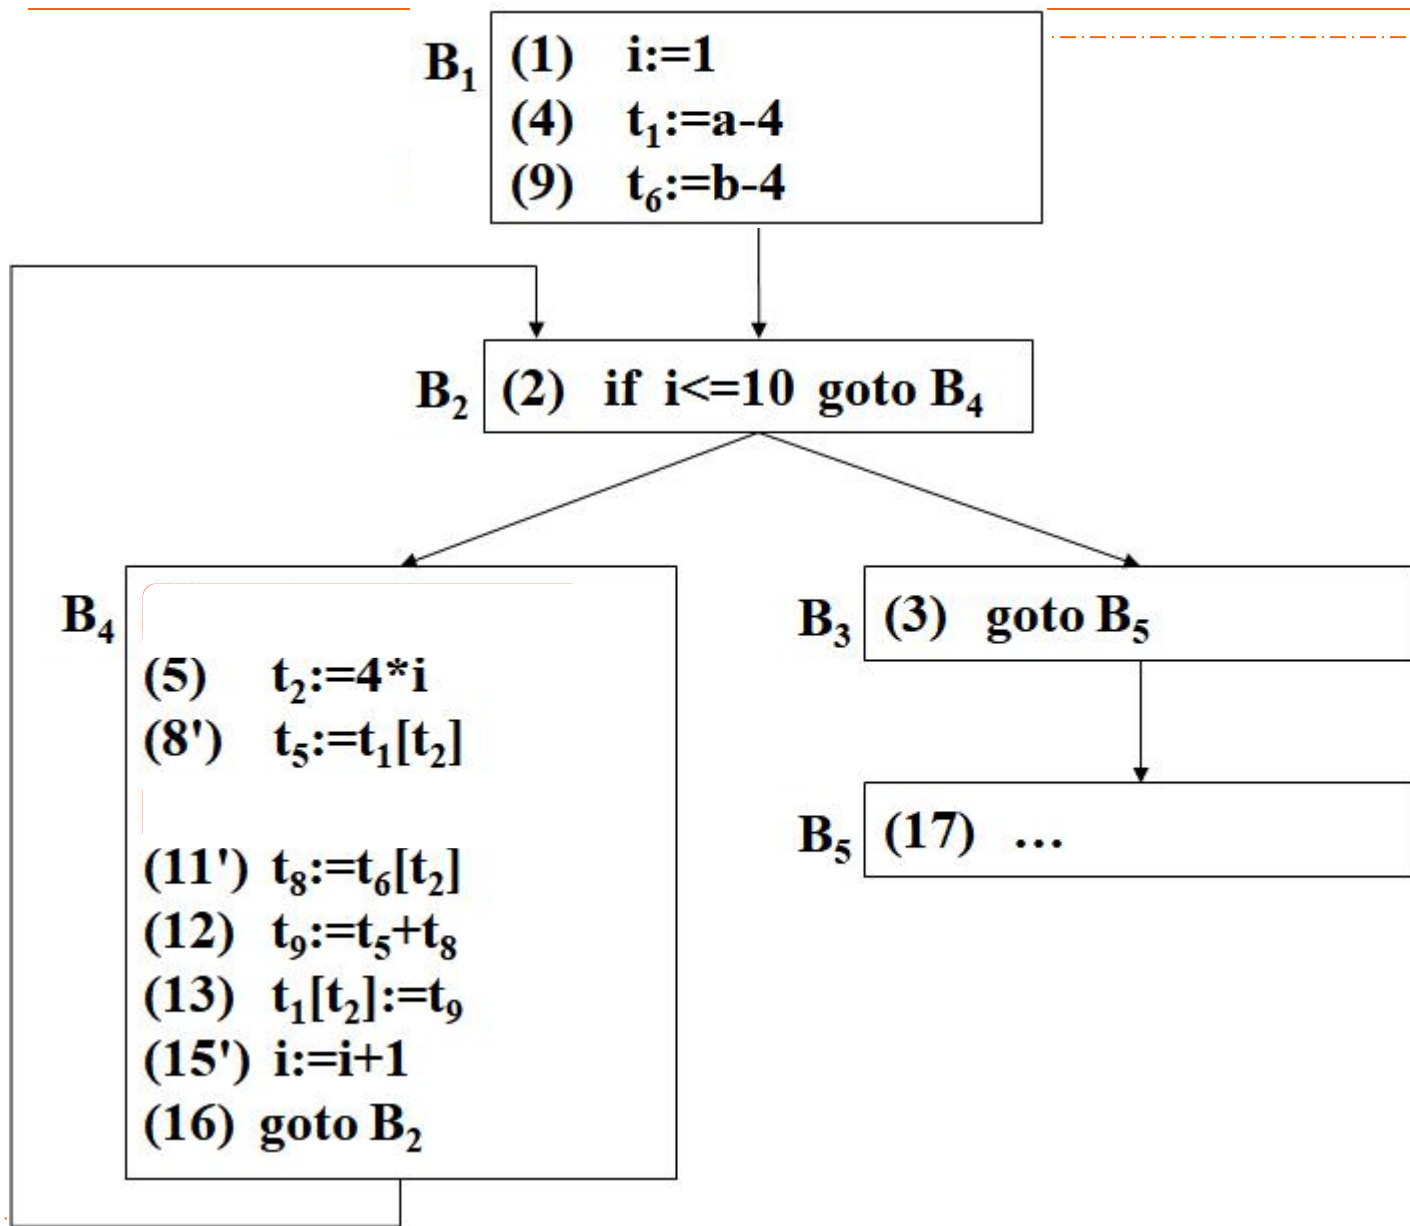 B₁
(1) i:=1
(4) t₁:=a-4
(9) t₆:=b-4
B₂
(2) if i<=10 goto B₄
B₄
(5) t₂:=4*i
(8') t₅:=t₁[t₂]
(11') t₈:=t₆[t₂]
(12) t₉:=t₅+t₈
(13) t₁[t₂]:=t₉
(15') i:=i+1
(16) goto B₂
B₃
(3) goto B₅
B₅
(17) …